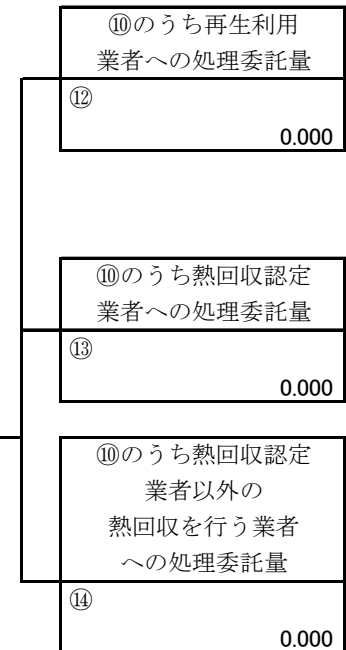 ⑩のうち再生利用
業者への処理委託量
⑫
0.000
⑩のうち熱回収認定
業者への処理委託量
⑬
0.000
⑩のうち熱回収認定
業者以外の
熱回収を行う業者
への処理委託量
⑭
0.000